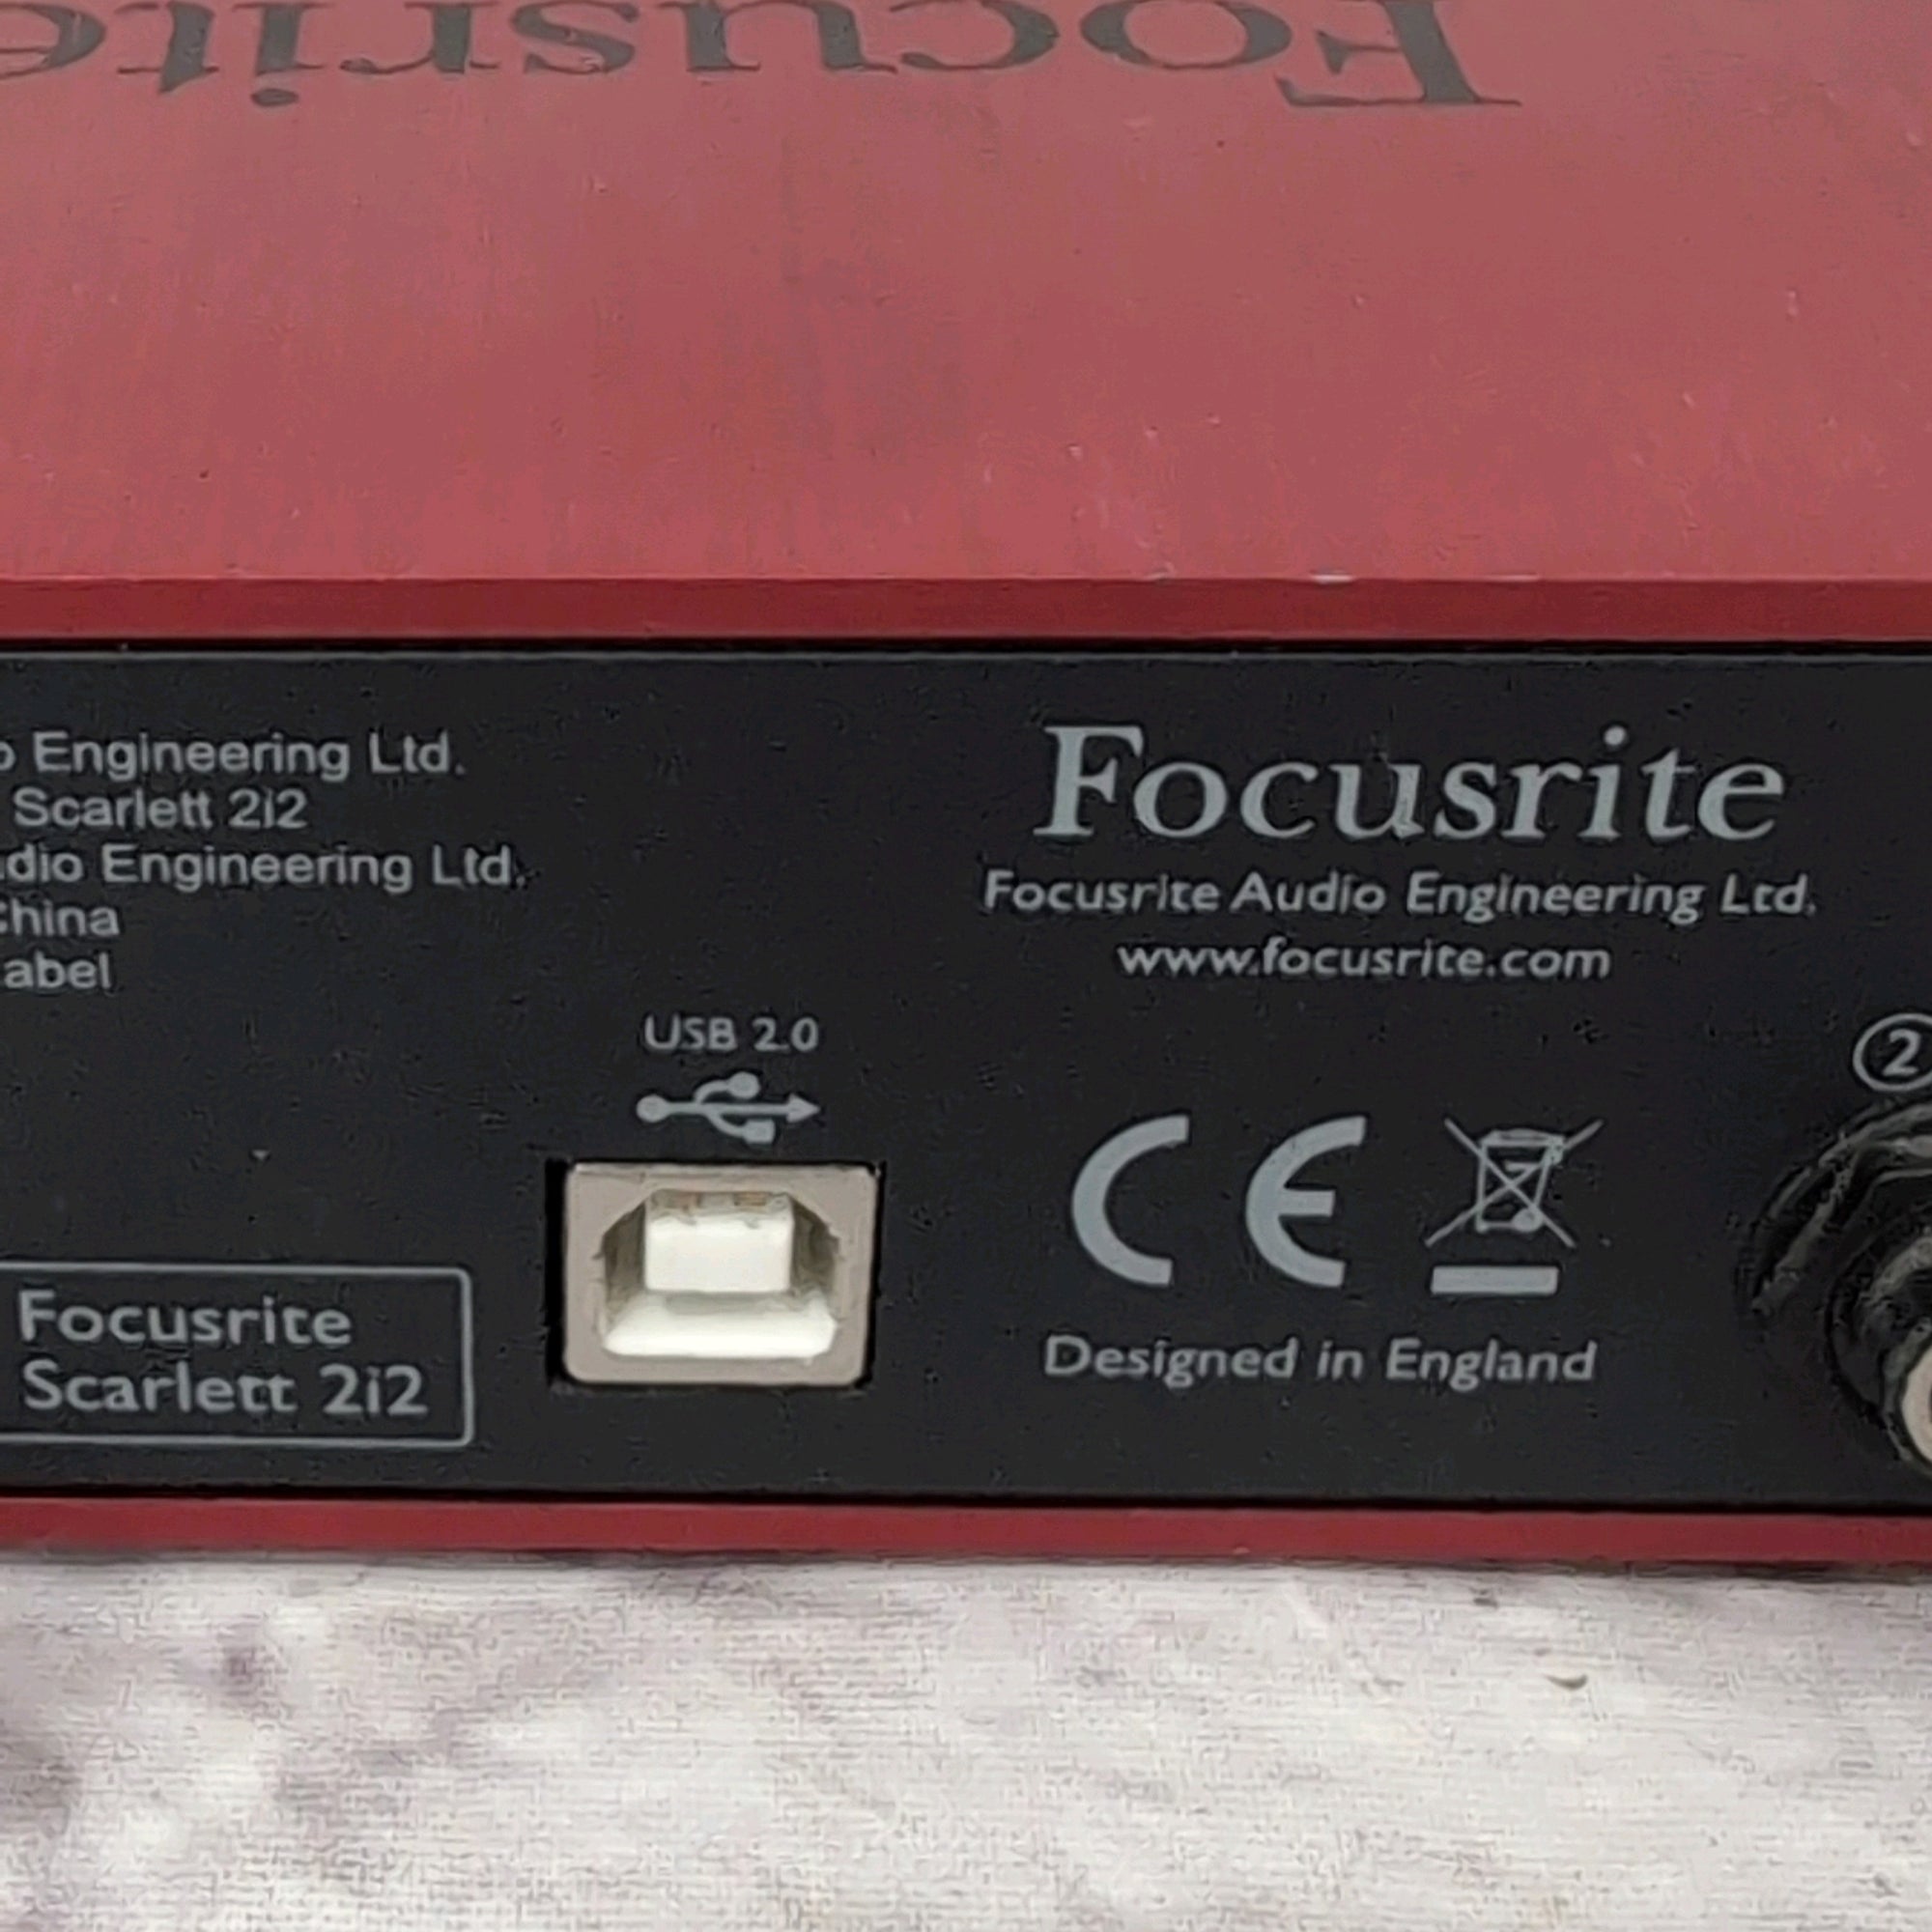 Focusrite
Engineering Ltd.
Scarlett 2i2
Engineering Ltd.
Focusrite
Focusrite Audio Engineering Ltd.
www.focusrite.com
USB 2.0
2
CE
Designed in England
Focusrite
Scarlett 2i2